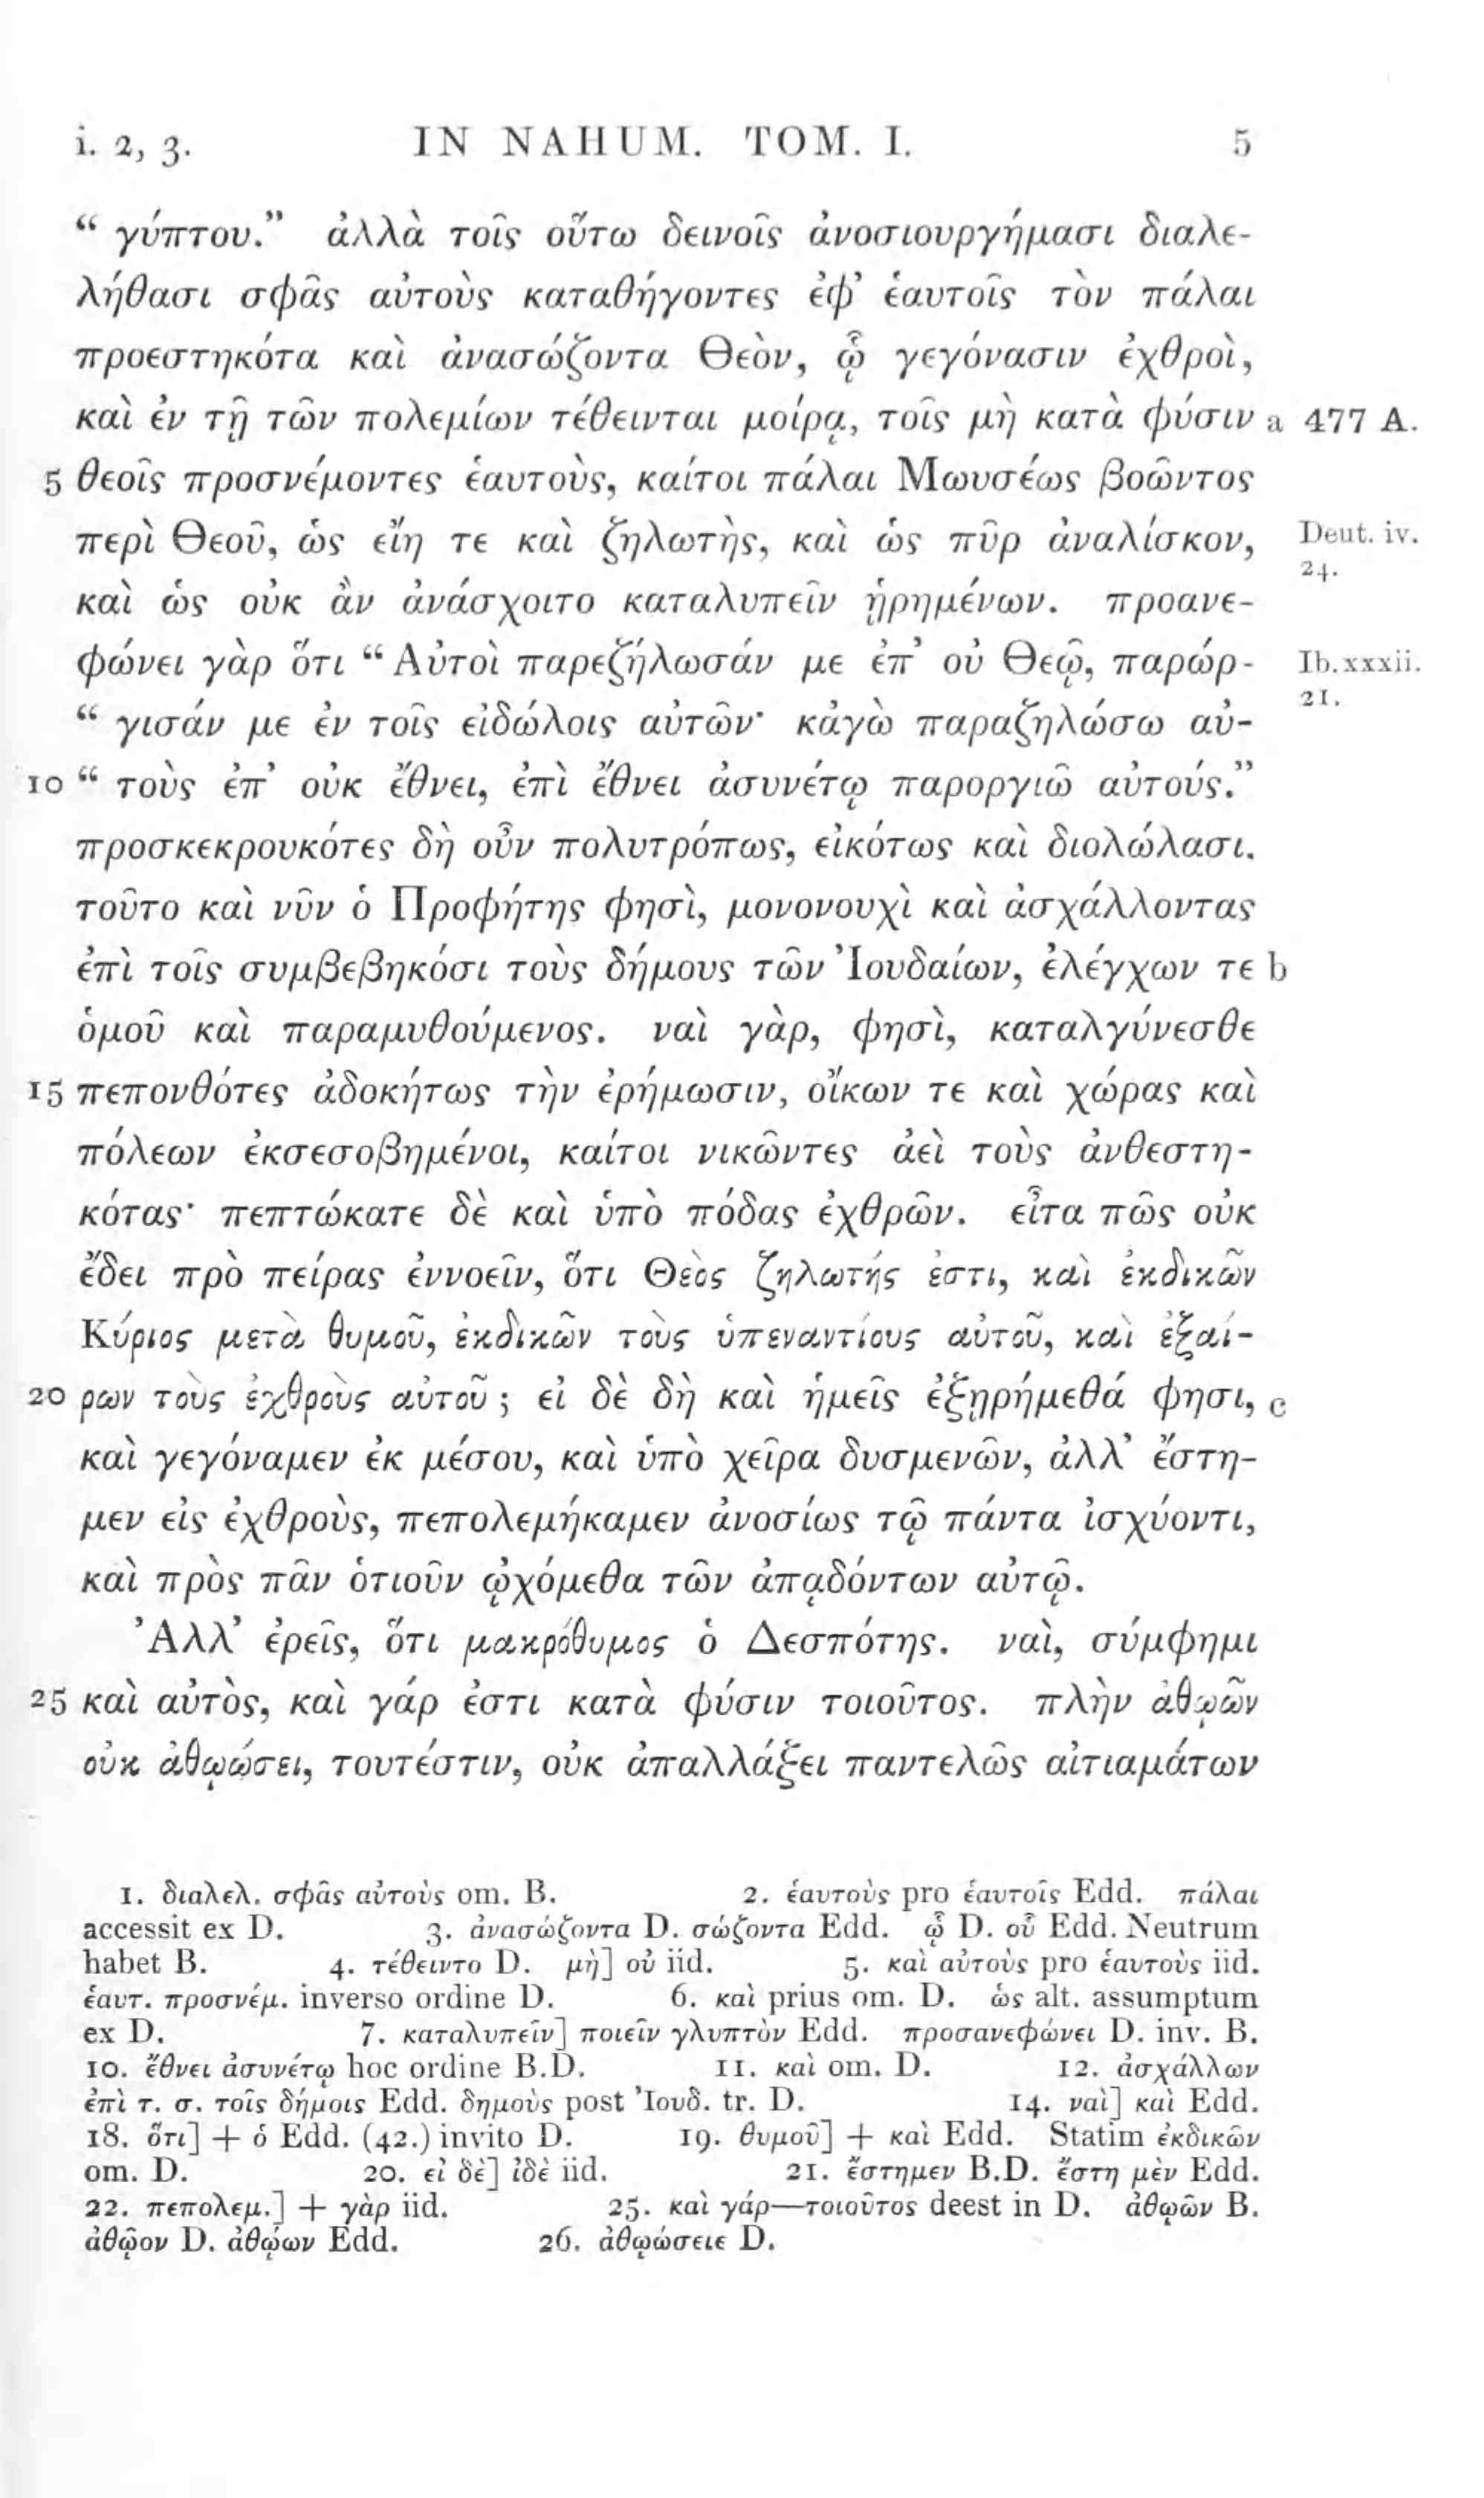 i. 2, 3. IN NAHUM. TOM. I. 5
“ γύπτου.” ἀλλὰ τοῖς οὕτω δεινοῖς ἀνοσιουργήμασι διαλε-
λήθασι σφᾶς αὐτοὺς καταθήγοντες ἐφ’ ἑαυτοῖς τὸν πάλαι
προεστηκότα καὶ ἀνασώζοντα Θεὸν, ᾧ γεγόνασιν ἐχθροὶ,
καὶ ἐν τῇ τῶν πολεμίων τέθεινται μοίρᾳ, τοῖς μὴ κατὰ φύσιν a 477 A.
5 θεοῖς προσνέμοντες ἑαυτοὺς, καίτοι πάλαι Μωυσέως βοῶντος
περὶ Θεοῦ, ὡς εἴη τε καὶ ζηλωτὴς, καὶ ὡς πῦρ ἀναλίσκον, Deut. iv.
24.
καὶ ὡς οὐκ ἂν ἀνάσχοιτο καταλυπεῖν ᾑρημένων. προανε-
φώνει γὰρ ὅτι “ Αὐτοὶ παρεζήλωσάν με ἐπ’ οὐ Θεῷ, παρώρ- Ib. xxxii.
21.
“ γισάν με ἐν τοῖς εἰδώλοις αὐτῶν· κἀγὼ παραζηλώσω αὐ-
10 “ τοὺς ἐπ’ οὐκ ἔθνει, ἐπὶ ἔθνει ἀσυνέτῳ παροργιῶ αὐτούς.”
προσκεκρουκότες δὴ οὖν πολυτρόπως, εἰκότως καὶ διολώλασι.
τοῦτο καὶ νῦν ὁ Προφήτης φησὶ, μονονουχὶ καὶ ἀσχάλλοντας
ἐπὶ τοῖς συμβεβηκόσι τοὺς δήμους τῶν Ἰουδαίων, ἐλέγχων τε b
ὁμοῦ καὶ παραμυθούμενος. ναὶ γὰρ, φησὶ, καταλγύνεσθε
15 πεπονθότες ἀδοκήτως τὴν ἐρήμωσιν, οἴκων τε καὶ χώρας καὶ
πόλεων ἐκσεσοβημένοι, καίτοι νικῶντες ἀεὶ τοὺς ἀνθεστη-
κότας· πεπτώκατε δὲ καὶ ὑπὸ πόδας ἐχθρῶν. εἶτα πῶς οὐκ
ἔδει πρὸ πείρας ἐννοεῖν, ὅτι Θεὸς ζηλωτής ἐστι, καὶ ἐκδικῶν
Κύριος μετὰ θυμοῦ, ἐκδικῶν τοὺς ὑπεναντίους αὐτοῦ, καὶ ἐξαί-
20 ρων τοὺς ἐχθροὺς αὐτοῦ ; εἰ δὲ δὴ καὶ ἡμεῖς ἐξῃρήμεθά φησι, c
καὶ γεγόναμεν ἐκ μέσου, καὶ ὑπὸ χεῖρα δυσμενῶν, ἀλλ’ ἔστη-
μεν εἰς ἐχθροὺς, πεπολεμήκαμεν ἀνοσίως τῷ πάντα ἰσχύοντι,
καὶ πρὸς πᾶν ὁτιοῦν ᾠχόμεθα τῶν ἀπᾳδόντων αὐτῷ.
Ἀλλ’ ἐρεῖς, ὅτι μακρόθυμος ὁ Δεσπότης. ναὶ, σύμφημι
25 καὶ αὐτὸς, καὶ γάρ ἐστι κατὰ φύσιν τοιοῦτος. πλὴν ἀθῳῶν
οὐκ ἀθῳώσει, τουτέστιν, οὐκ ἀπαλλάξει παντελῶς αἰτιαμάτων
1. διαλελ. σφᾶς αὐτοὺς om. B. 2. ἑαυτοὺς pro ἑαυτοῖς Edd. πάλαι
accessit ex D. 3. ἀνασώζοντα D. σώζοντα Edd. ᾧ D. οὗ Edd. Neutrum
habet B. 4. τέθειντο D. μὴ] οὐ iid. 5. καὶ αὐτοὺς pro ἑαυτοὺς iid.
ἑαυτ. προσνέμ. inverso ordine D. 6. καὶ prius om. D. ὡς alt. assumptum
ex D. 7. καταλυπεῖν] ποιεῖν γλυπτὸν Edd. προσανεφώνει D. inv. B.
10. ἔθνει ἀσυνέτῳ hoc ordine B.D. 11. καὶ om. D. 12. ἀσχάλλων
ἐπὶ τ. σ. τοῖς δήμοις Edd. δημοὺς post Ἰουδ. tr. D. 14. ναὶ] καὶ Edd.
18. ὅτι] + ὁ Edd. (42.) invito D. 19. θυμοῦ] + καὶ Edd. Statim ἐκδικῶν
om. D. 20. εἰ δὲ] ἰδὲ iid. 21. ἔστημεν B.D. ἔστη μὲν Edd.
22. πεπολεμ.] + γὰρ iid. 25. καὶ γάρ—τοιοῦτος deest in D. ἀθῳῶν B.
ἀθῷον D. ἀθῴων Edd. 26. ἀθῳώσειε D.